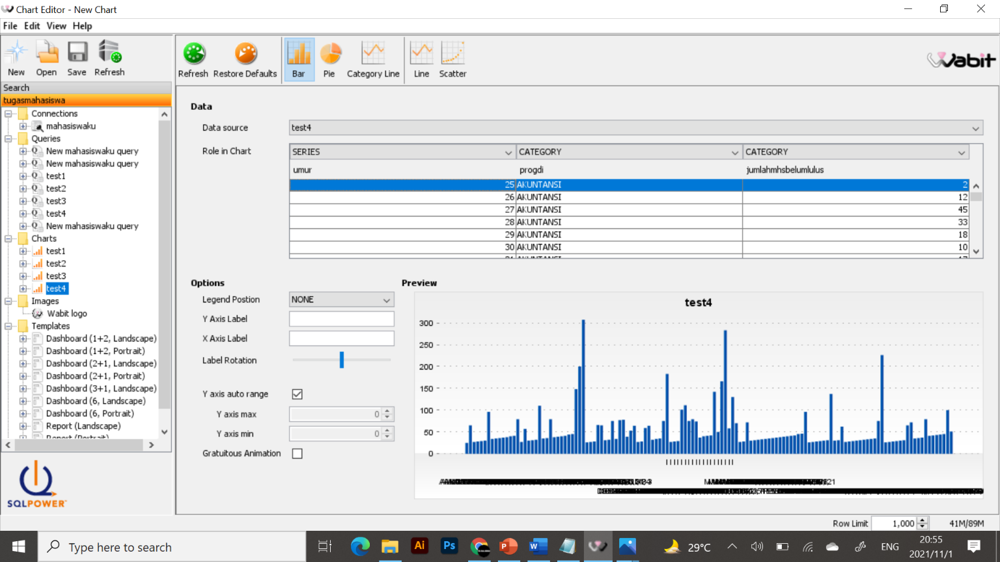 Chart Editor - New Chart
File Edit View Help
New Open Save Refresh
Refresh Restore Defaults Bar Pie Category Line Line Scatter
Wabit
Search
tugasmahasiswa
Connections
mahasiswaku
Queries
New mahasiswaku query
New mahasiswaku query
test1
test2
test3
test4
New mahasiswaku query
Charts
test1
test2
test3
test4
Images
Wabit logo
Templates
Dashboard (1+2, Landscape)
Dashboard (1+2, Portrait)
Dashboard (2+1, Landscape)
Dashboard (2+1, Portrait)
Dashboard (3+1, Landscape)
Dashboard (6, Landscape)
Dashboard (6, Portrait)
Report (Landscape)
Report (Portrait)
SQLPOWER
Data
Data source test4
Role in Chart SERIES CATEGORY CATEGORY
umur progdi jumlahmhsbelumlulus
25 AKUNTANSI 2
26 AKUNTANSI 12
27 AKUNTANSI 45
28 AKUNTANSI 33
29 AKUNTANSI 18
30 AKUNTANSI 10
Options
Legend Postion NONE
Y Axis Label
X Axis Label
Label Rotation
Y axis auto range
Y axis max 0
Y axis min 0
Gratuitous Animation
Preview
test4
300
250
200
150
100
50
0
Row Limit 1,000 41M/89M
Type here to search
Ai Ps
29°C
ENG
20:55
2021/11/1